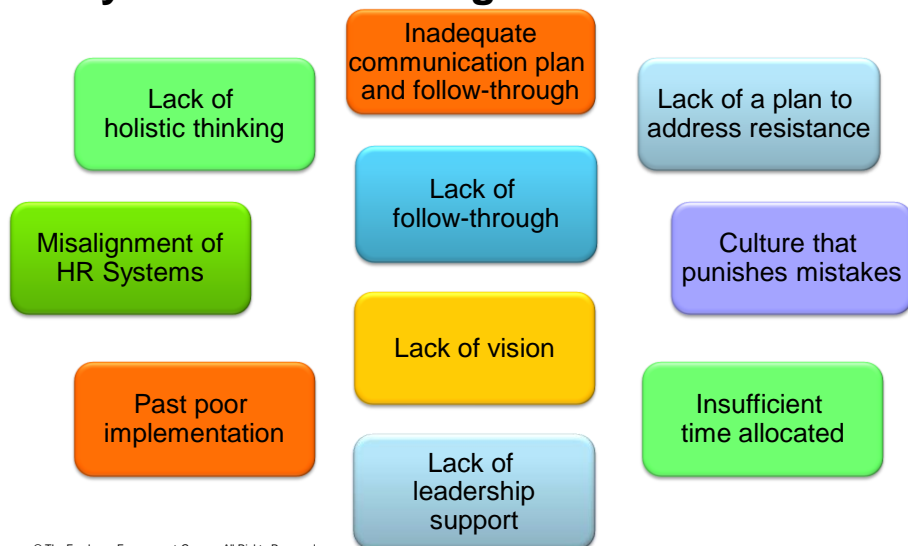 Inadequate
communication plan
and follow-through
Lack of
holistic thinking
Lack of a plan to
address resistance
Lack of
follow-through
Misalignment of
HR Systems
Culture that
punishes mistakes
Lack of vision
Past poor
implementation
Insufficient
time allocated
Lack of
leadership
support